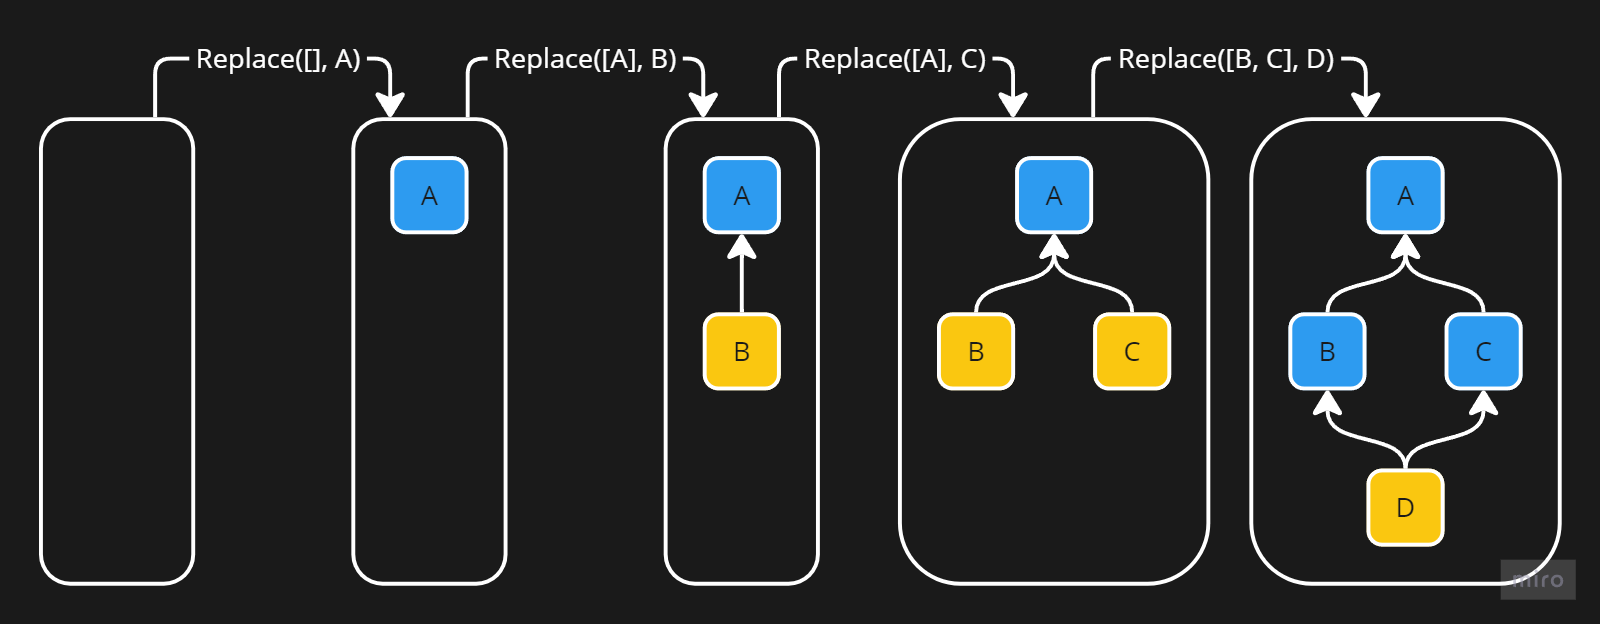 Replace([], A)
Replace([A], B)
Replace([A], C)
Replace([B, C], D)
A
A
B
A
B
C
A
B
C
D
miro